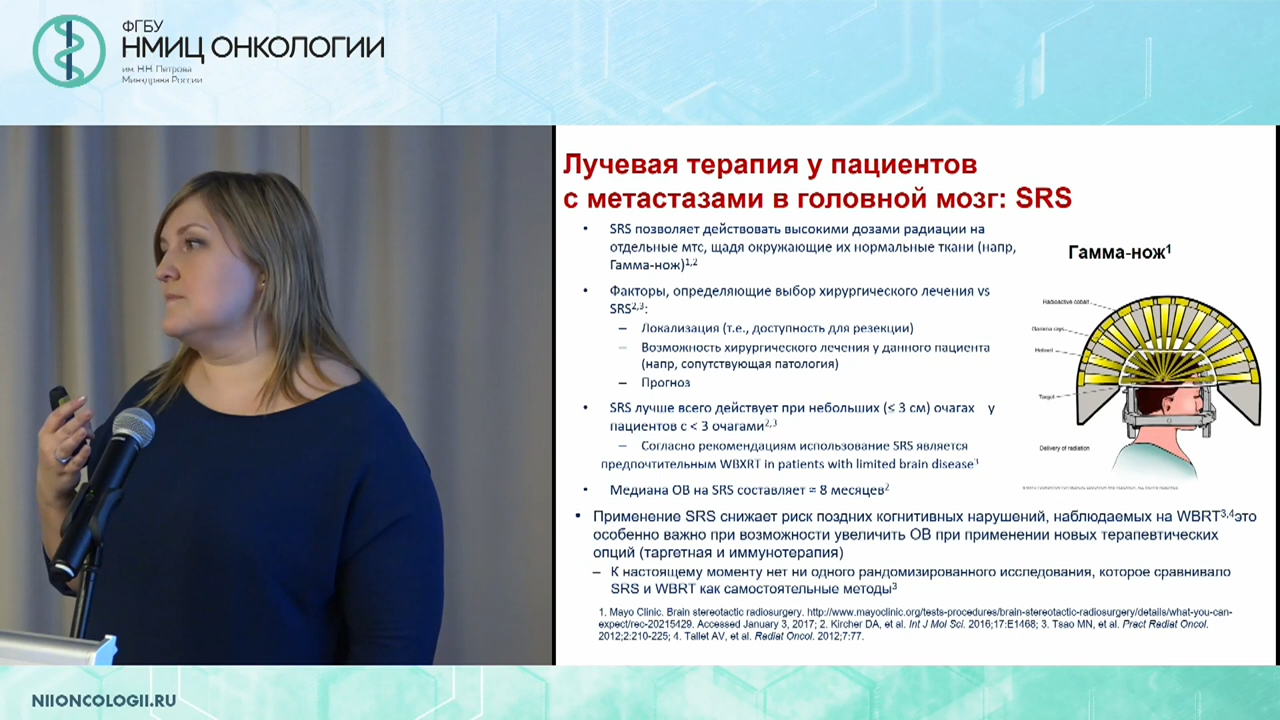 ФГБУ
НМИЦ ОНКОЛОГИИ
им. Н.Н. Петрова
Минздрава России
Лучевая терапия у пациентов
с метастазами в головной мозг: SRS
• SRS позволяет действовать высокими дозами радиации на
отдельные мтс, щадя окружающие их нормальные ткани (напр,
Гамма-нож)1,2
• Факторы, определяющие выбор хирургического лечения vs
SRS2,3:
– Локализация (т.е., доступность для резекции)
– Возможность хирургического лечения у данного пациента
(напр, сопутствующая патология)
– Прогноз
• SRS лучше всего действует при небольших (≤ 3 см) очагах у
пациентов с < 3 очагами2,3
– Согласно рекомендациям использование SRS является
предпочтительным WBXRT in patients with limited brain disease3
• Медиана ОВ на SRS составляет ≈ 8 месяцев2
• Применение SRS снижает риск поздних когнитивных нарушений, наблюдаемых на WBRT3,4это
особенно важно при возможности увеличить ОВ при применении новых терапевтических
опций (таргетная и иммунотерапия)
– К настоящему моменту нет ни одного рандомизированного исследования, которое сравнивало
SRS и WBRT как самостоятельные методы3
Гамма-нож1
Radioactive cobalt
Gamma rays
Helmet
Target
Delivery of radiation
1. Mayo Clinic. Brain stereotactic radiosurgery. http://www.mayoclinic.org/tests-procedures/brain-stereotactic-radiosurgery/details/what-you-can-
expect/rec-20215429. Accessed January 3, 2017; 2. Kircher DA, et al. Int J Mol Sci. 2016;17:E1468; 3. Tsao MN, et al. Pract Radiat Oncol.
2012;2:210-225; 4. Tallet AV, et al. Radiat Oncol. 2012;7:77.
NIIONCOLOGII.RU